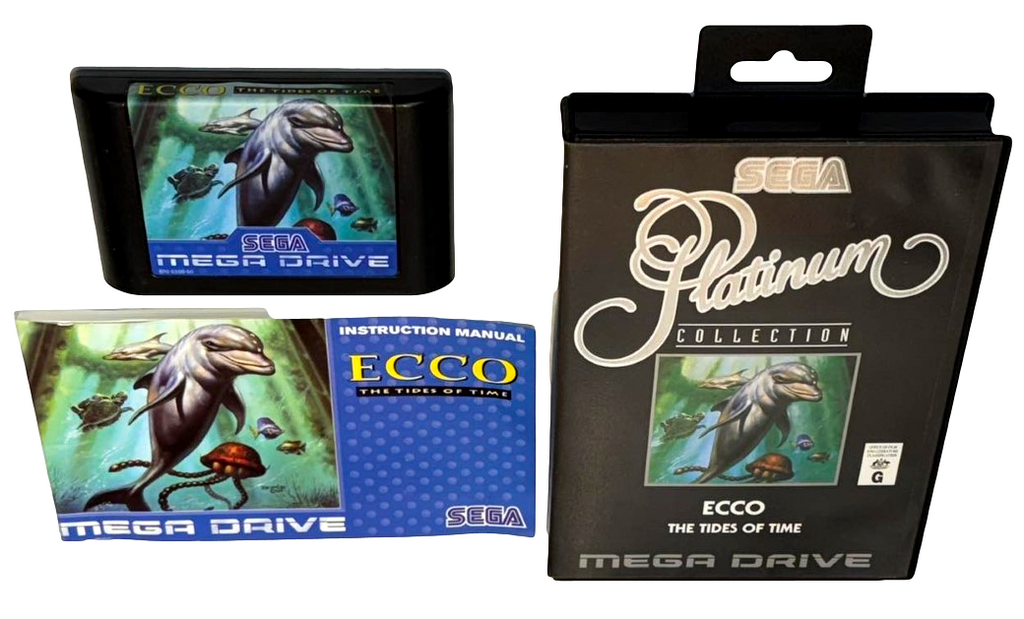 ECCO THE TIDES OF TIME
SEGA
MEGA DRIVE
INSTRUCTION MANUAL
ECCO
THE TIDES OF TIME
MEGA DRIVE
SEGA
SEGA
Platinum
COLLECTION
G
ECCO
THE TIDES OF TIME
MEGA DRIVE